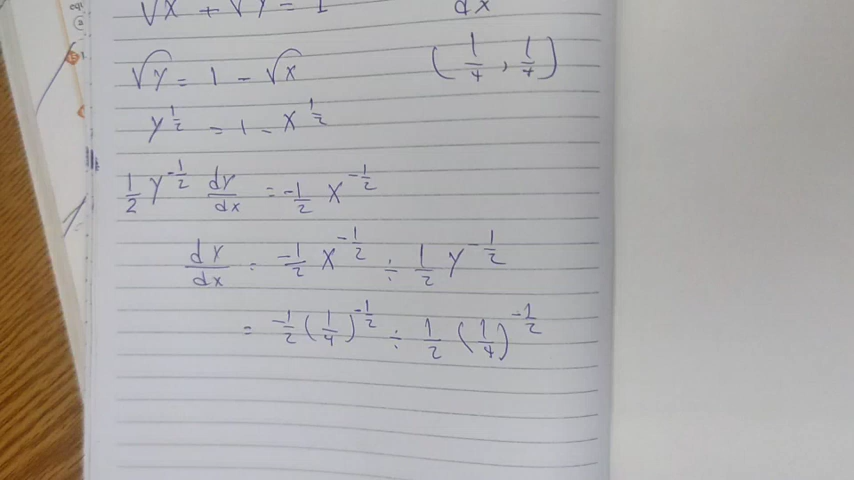 √x + √y = 1 dx
√y = 1 - √x (1/4, 1/4)
y^1/2 = 1 - x^1/2
1/2 y^-1/2 dy/dx = -1/2 x^-1/2
dy/dx = -1/2 x^-1/2 ÷ 1/2 y^-1/2
= -1/2 (1/4)^-1/2 ÷ 1/2 (1/4)^-1/2